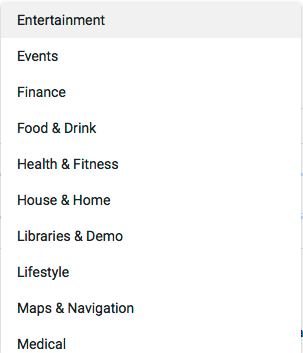 Entertainment
Events
Finance
Food & Drink
Health & Fitness
House & Home
Libraries & Demo
Lifestyle
Maps & Navigation
Medical